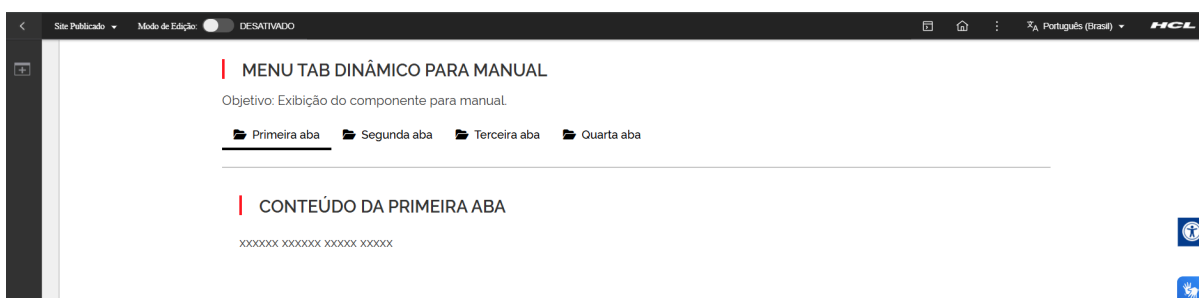 Site Publicado Modo de Edição: DESATIVADO Português (Brasil) HCL
MENU TAB DINÂMICO PARA MANUAL
Objetivo: Exibição do componente para manual.
Primeira aba Segunda aba Terceira aba Quarta aba
CONTEÚDO DA PRIMEIRA ABA
xxxxxx xxxxxx xxxxx xxxxx